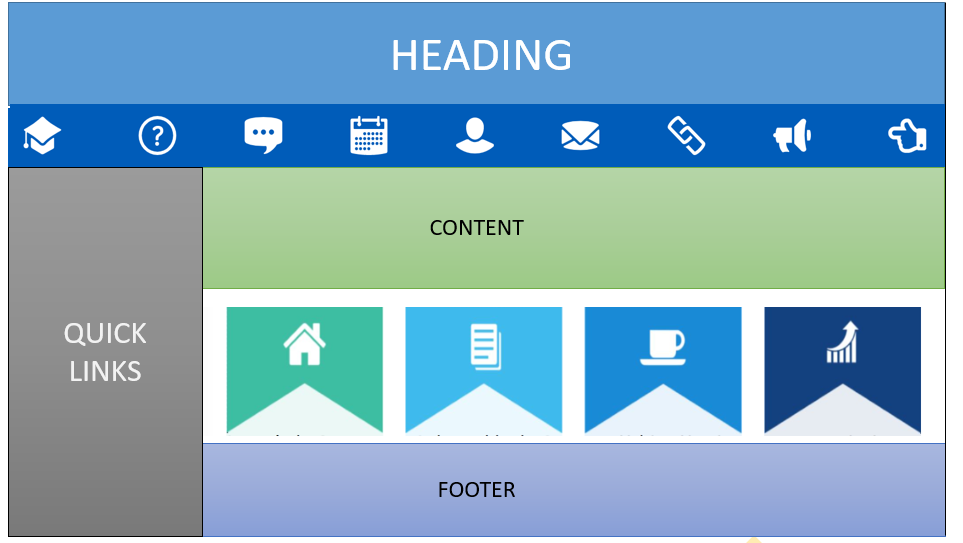 HEADING
?
CONTENT
QUICK
LINKS
FOOTER